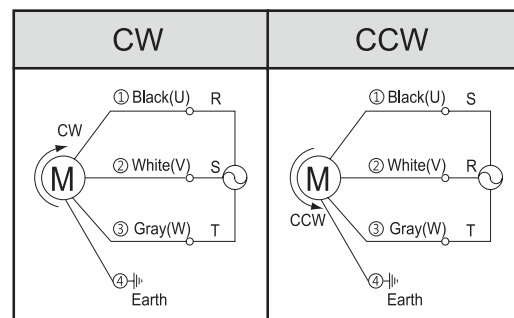 CW
CCW
① Black(U) R
CW
② White(V) S
M
③ Gray(W) T
④
Earth
① Black(U) S
② White(V) R
M
CCW
③ Gray(W) T
④
Earth